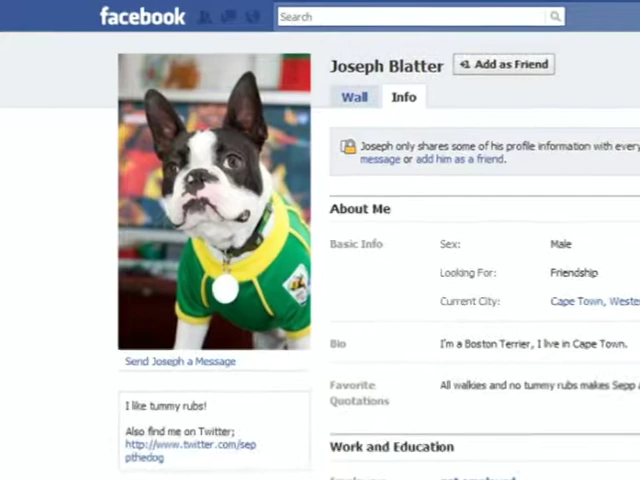 facebook
Search
Joseph Blatter
+1 Add as Friend
Wall
Info
Joseph only shares some of his profile information with every
message or add him as a friend.
About Me
Basic Info
Sex:
Male
Looking For:
Friendship
Current City:
Cape Town, Weste
Bio
I'm a Boston Terrier, I live in Cape Town.
Favorite
Quotations
All walkies and no tummy rubs makes Sepp
Send Joseph a Message
I like tummy rubs!
Also find me on Twitter;
http://www.twitter.com/sep
pthedog
Work and Education